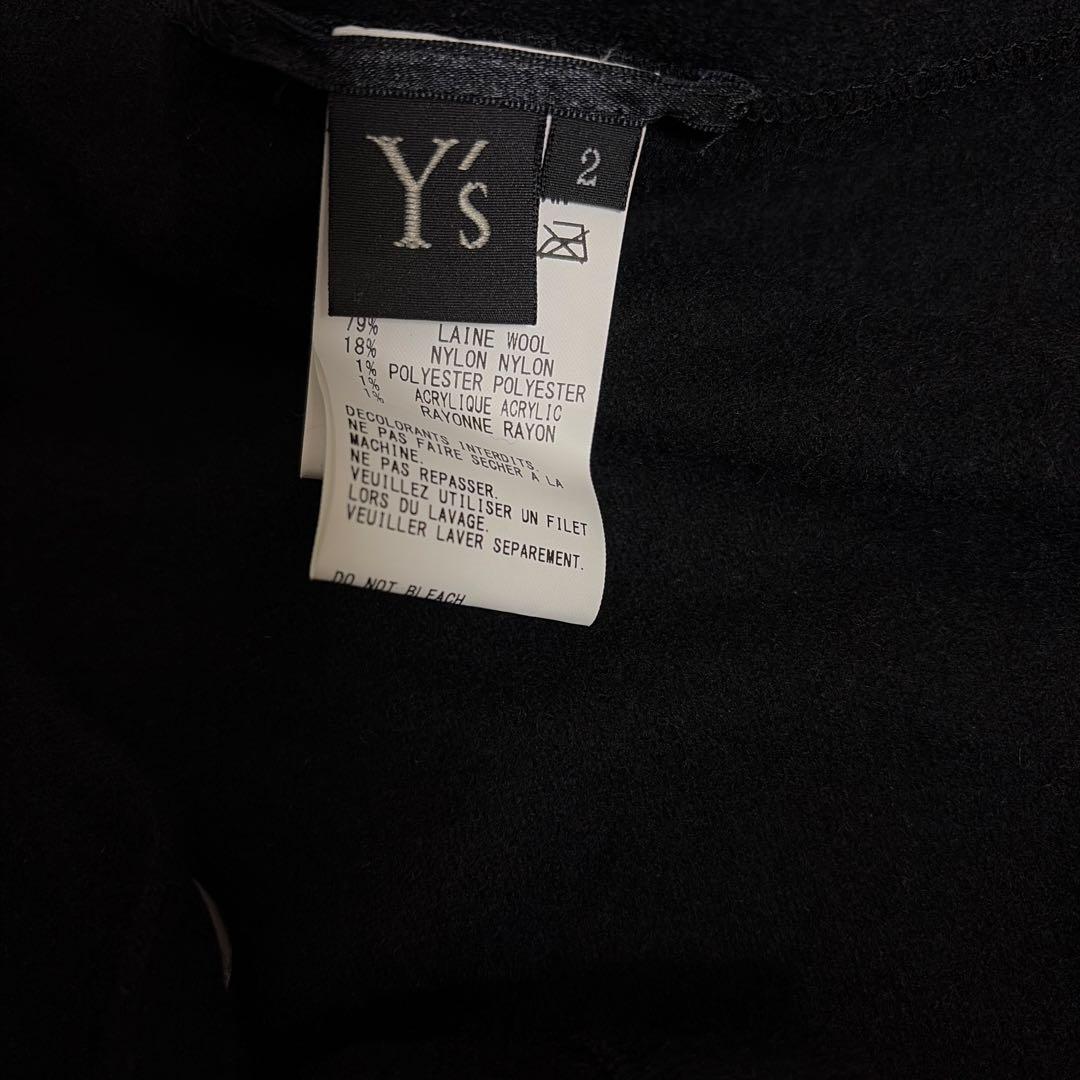 Y's
2
79% LAINE WOOL
18% NYLON NYLON
1% POLYESTER POLYESTER
1% ACRYLIQUE ACRYLIC
1% RAYONNE RAYON
DECOLORANTS INTERDITS.
NE PAS FAIRE SECHER A LA
MACHINE.
NE PAS REPASSER.
VEUILLEZ UTILISER UN FILET
LORS DU LAVAGE.
VEUILLER LAVER SEPAREMENT.
DO NOT BLEACH